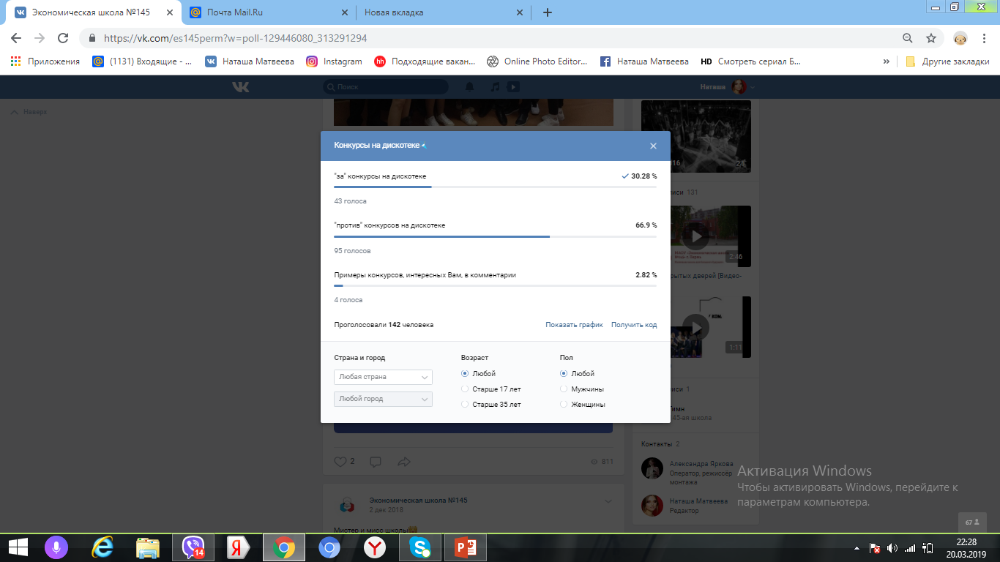 Экономическая школа №145
Почта Mail.Ru
Новая вкладка
https://vk.com/es145perm?w=poll-129446080_313291294
Приложения
(1131) Входящие - ...
Наташа Матвеева
Instagram
Подходящие вакан...
Online Photo Editor...
Наташа Матвеева
HD Смотреть сериал Б...
»
Другие закладки
Поиск
Наташа
Наверх
Конкурсы на дискотеке
"за" конкурсы на дискотеке
30.28 %
43 голоса
"против" конкурсов на дискотеке
66.9 %
95 голосов
Примеры конкурсов, интересных Вам, в комментарии
2.82 %
4 голоса
Проголосовали 142 человека
Показать график
Получить код
Страна и город
Любая страна
Любой город
Возраст
Любой
Старше 17 лет
Старше 35 лет
Пол
Любой
Мужчины
Женщины
24
131
2:46
1:11
1
45-ая школа
Контакты 2
Александра Яркова
Оператор, режиссёр
монтажа
Наташа Матвеева
Редактор
2
811
Экономическая школа №145
2 дек 2018
Мистер и мисс школы
Активация Windows
Чтобы активировать Windows, перейдите к
параметрам компьютера.
67
14
22:28
20.03.2019